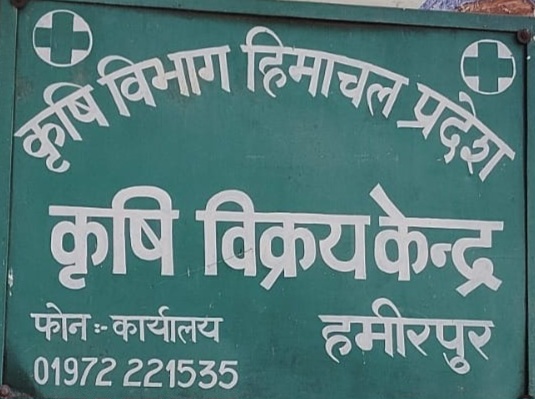 कृषि विभाग हिमाचल प्रदेश
कृषि विक्रय केन्द्र
फोन :- कार्यालय हमीरपुर
01972 221535